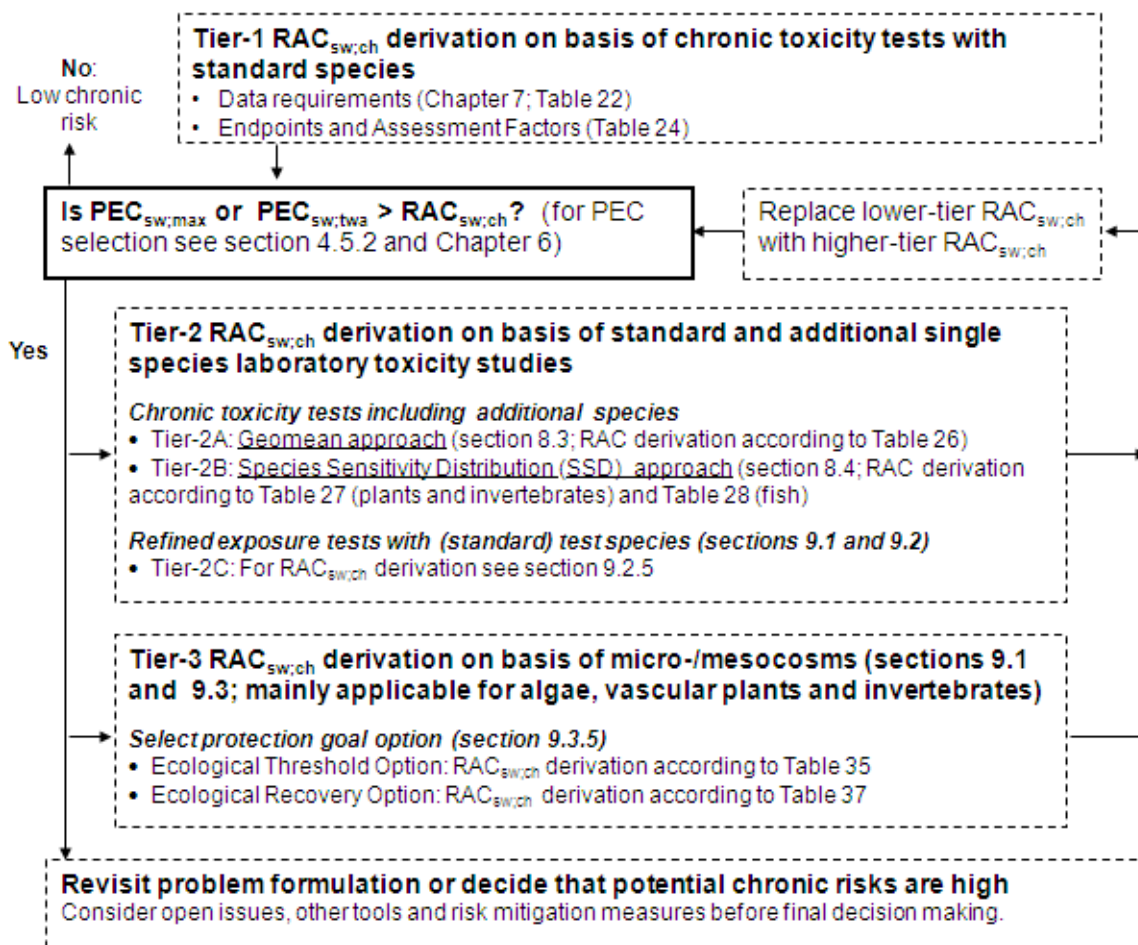 Tier-1 RACsw;ch derivation on basis of chronic toxicity tests with
standard species
• Data requirements (Chapter 7; Table 22)
• Endpoints and Assessment Factors (Table 24)
No:
Low chronic
risk
Is PECsw;max or PECsw;twa > RACsw;ch? (for PEC
selection see section 4.5.2 and Chapter 6)
Replace lower-tier RACsw;ch
with higher-tier RACsw;ch
Yes
Tier-2 RACsw;ch derivation on basis of standard and additional single
species laboratory toxicity studies
Chronic toxicity tests including additional species
• Tier-2A: Geomean approach (section 8.3; RAC derivation according to Table 26)
• Tier-2B: Species Sensitivity Distribution (SSD) approach (section 8.4; RAC derivation
according to Table 27 (plants and invertebrates) and Table 28 (fish)
Refined exposure tests with (standard) test species (sections 9.1 and 9.2)
• Tier-2C: For RACsw;ch derivation see section 9.2.5
Tier-3 RACsw;ch derivation on basis of micro-/mesocosms (sections 9.1
and 9.3; mainly applicable for algae, vascular plants and invertebrates)
Select protection goal option (section 9.3.5)
• Ecological Threshold Option: RACsw;ch derivation according to Table 35
• Ecological Recovery Option: RACsw;ch derivation according to Table 37
Revisit problem formulation or decide that potential chronic risks are high
Consider open issues, other tools and risk mitigation measures before final decision making.